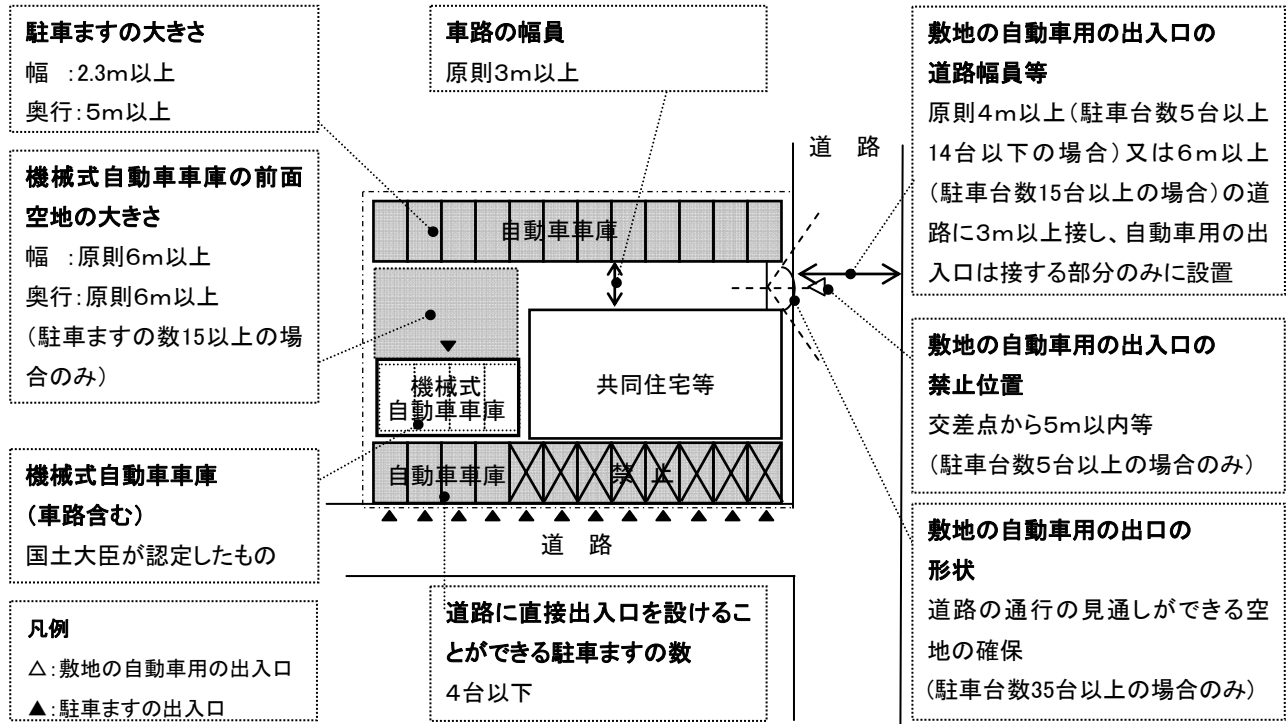 駐車ますの大きさ
幅　：2.3m以上
奥行：5m以上
機械式自動車車庫の前面
空地の大きさ
幅　：原則6m以上
奥行：原則6m以上
（駐車ますの数15以上の場
合のみ）
機械式自動車車庫
（車路含む）
国土大臣が認定したもの
凡例
△：敷地の自動車用の出入口
▲：駐車ますの出入口
車路の幅員
原則3m以上
道　路
自動車車庫
機械式
自動車車庫
共同住宅等
自動車車庫
禁　止
道　路
道路に直接出入口を設けるこ
とができる駐車ますの数
4台以下
敷地の自動車用の出入口の
道路幅員等
原則4m以上（駐車台数5台以上
14台以下の場合）又は6m以上
（駐車台数15台以上の場合）の道
路に3m以上接し、自動車用の出
入口は接する部分のみに設置
敷地の自動車用の出入口の
禁止位置
交差点から5m以内等
（駐車台数5台以上の場合のみ）
敷地の自動車用の出口の
形状
道路の通行の見通しができる空
地の確保
（駐車台数35台以上の場合のみ）